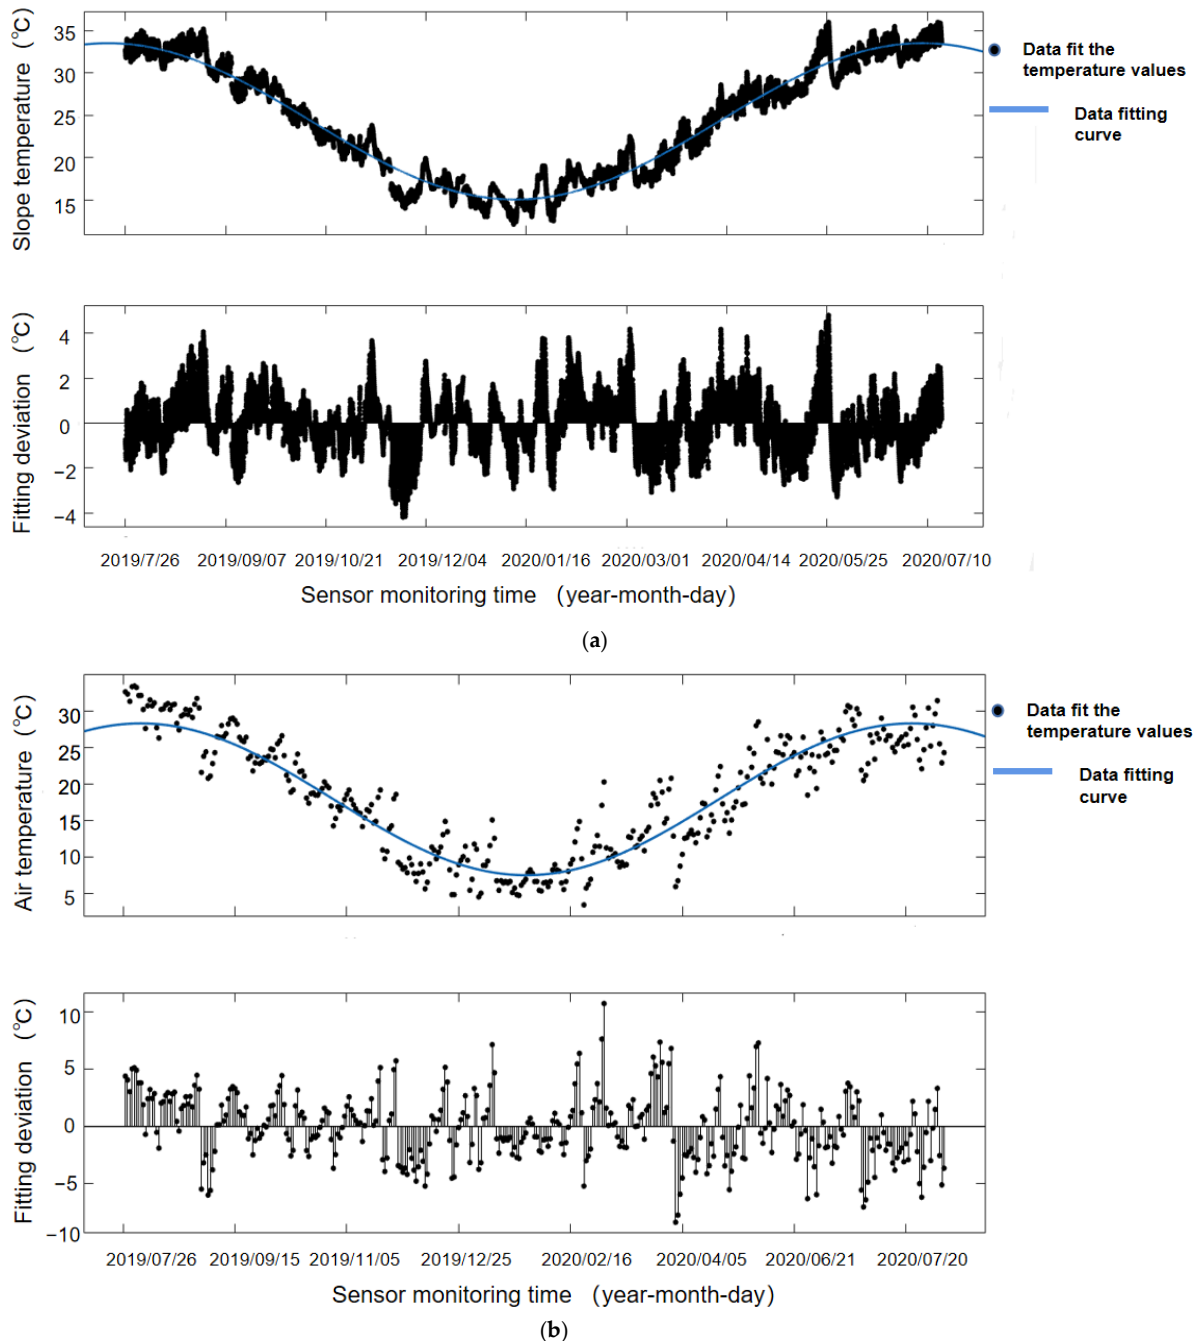 Slope temperature (℃)
35
30
25
20
15
Data fit the
temperature values
Data fitting
curve
Fitting deviation (℃)
4
2
0
−2
−4
2019/7/26 2019/09/07 2019/10/21 2019/12/04 2020/01/16 2020/03/01 2020/04/14 2020/05/25 2020/07/10
Sensor monitoring time (year-month-day)
(a)
Air temperature (℃)
30
25
20
15
10
5
Data fit the
temperature values
Data fitting
curve
Fitting deviation (℃)
10
5
0
−5
−10
2019/07/26 2019/09/15 2019/11/05 2019/12/25 2020/02/16 2020/04/05 2020/06/21 2020/07/20
Sensor monitoring time (year-month-day)
(b)